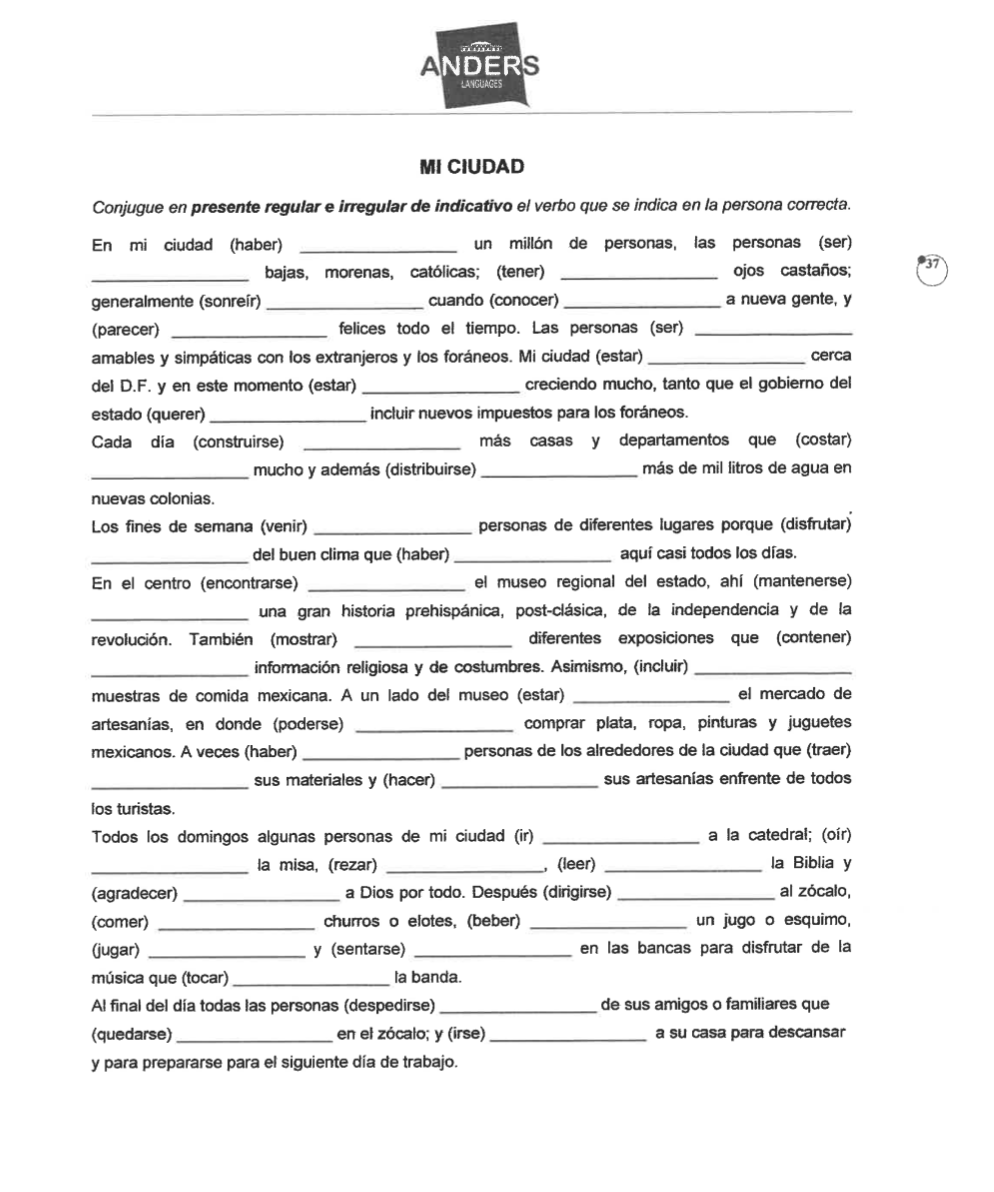 ANDERS
LANGUAGES
MI CIUDAD
Conjugue en presente regular e irregular de indicativo el verbo que se indica en la persona correcta.
En mi ciudad (haber) ________________ un millón de personas, las personas (ser)
________________ bajas, morenas, católicas; (tener) ________________ ojos castaños;
generalmente (sonreír) ________________ cuando (conocer) ________________ a nueva gente, y
(parecer) ________________ felices todo el tiempo. Las personas (ser) ________________
amables y simpáticas con los extranjeros y los foráneos. Mi ciudad (estar) ________________ cerca
del D.F. y en este momento (estar) ________________ creciendo mucho, tanto que el gobierno del
estado (querer) ________________ incluir nuevos impuestos para los foráneos.
Cada día (construirse) ________________ más casas y departamentos que (costar)
________________ mucho y además (distribuirse) ________________ más de mil litros de agua en
nuevas colonias.
Los fines de semana (venir) ________________ personas de diferentes lugares porque (disfrutar)
________________ del buen clima que (haber) ________________ aquí casi todos los días.
En el centro (encontrarse) ________________ el museo regional del estado, ahí (mantenerse)
________________ una gran historia prehispánica, post-clásica, de la independencia y de la
revolución. También (mostrar) ________________ diferentes exposiciones que (contener)
________________ información religiosa y de costumbres. Asimismo, (incluir) ________________
muestras de comida mexicana. A un lado del museo (estar) ________________ el mercado de
artesanías, en donde (poderse) ________________ comprar plata, ropa, pinturas y juguetes
mexicanos. A veces (haber) ________________ personas de los alrededores de la ciudad que (traer)
________________ sus materiales y (hacer) ________________ sus artesanías enfrente de todos
los turistas.
Todos los domingos algunas personas de mi ciudad (ir) ________________ a la catedral; (oír)
________________ la misa, (rezar) ________________, (leer) ________________ la Biblia y
(agradecer) ________________ a Dios por todo. Después (dirigirse) ________________ al zócalo,
(comer) ________________ churros o elotes, (beber) ________________ un jugo o esquimo,
(jugar) ________________ y (sentarse) ________________ en las bancas para disfrutar de la
música que (tocar) ________________ la banda.
Al final del día todas las personas (despedirse) ________________ de sus amigos o familiares que
(quedarse) ________________ en el zócalo; y (irse) ________________ a su casa para descansar
y para prepararse para el siguiente día de trabajo.
37